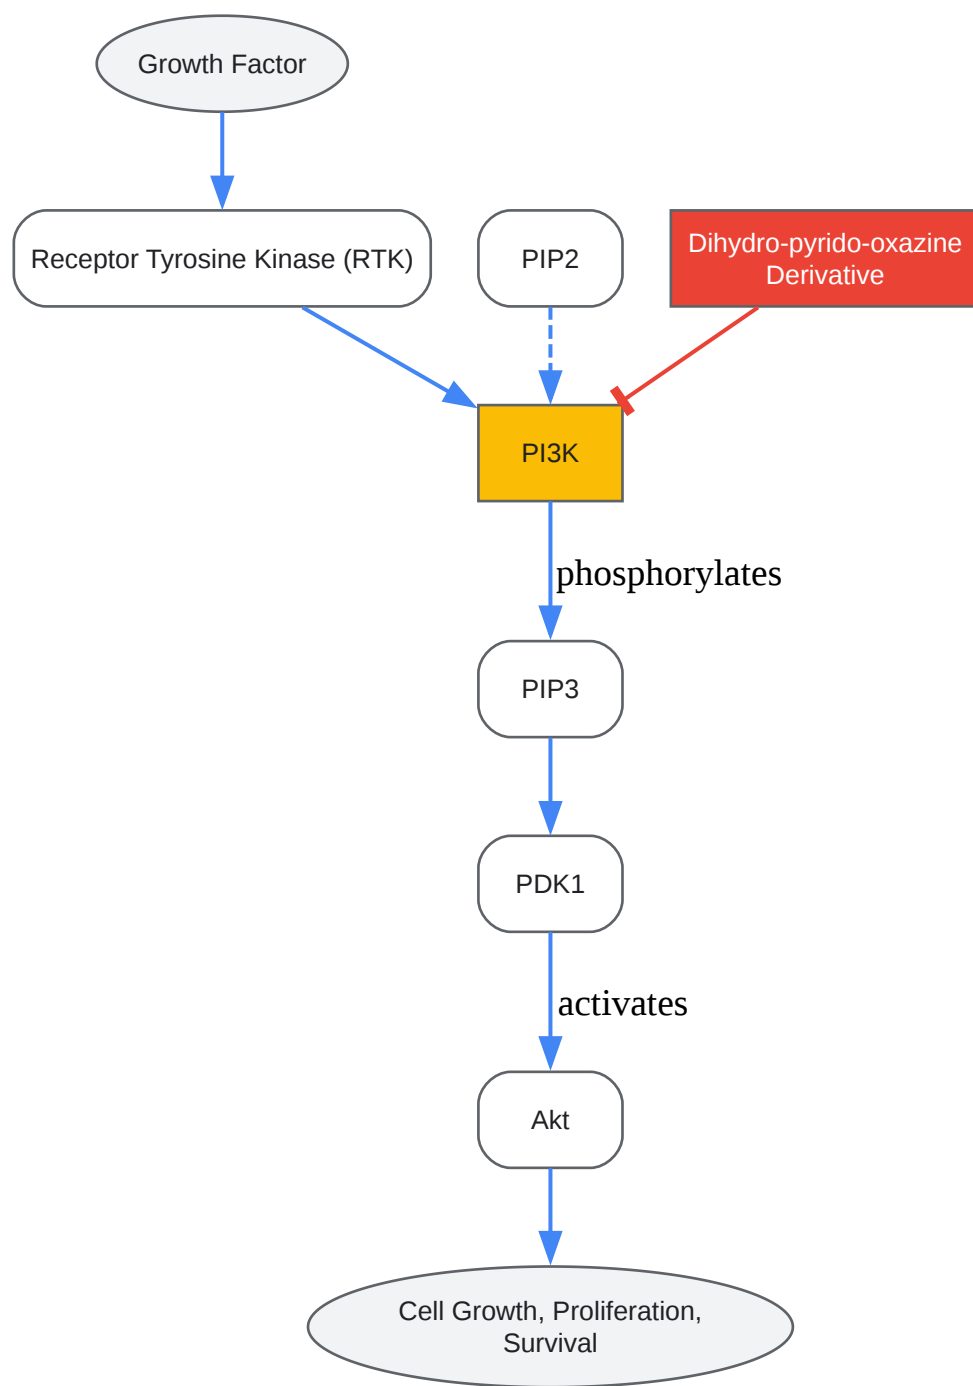 Growth Factor
Receptor Tyrosine Kinase (RTK)
PIP2
Dihydro-pyrido-oxazine
Derivative
PI3K
phosphorylates
PIP3
PDK1
activates
Akt
Cell Growth, Proliferation,
Survival